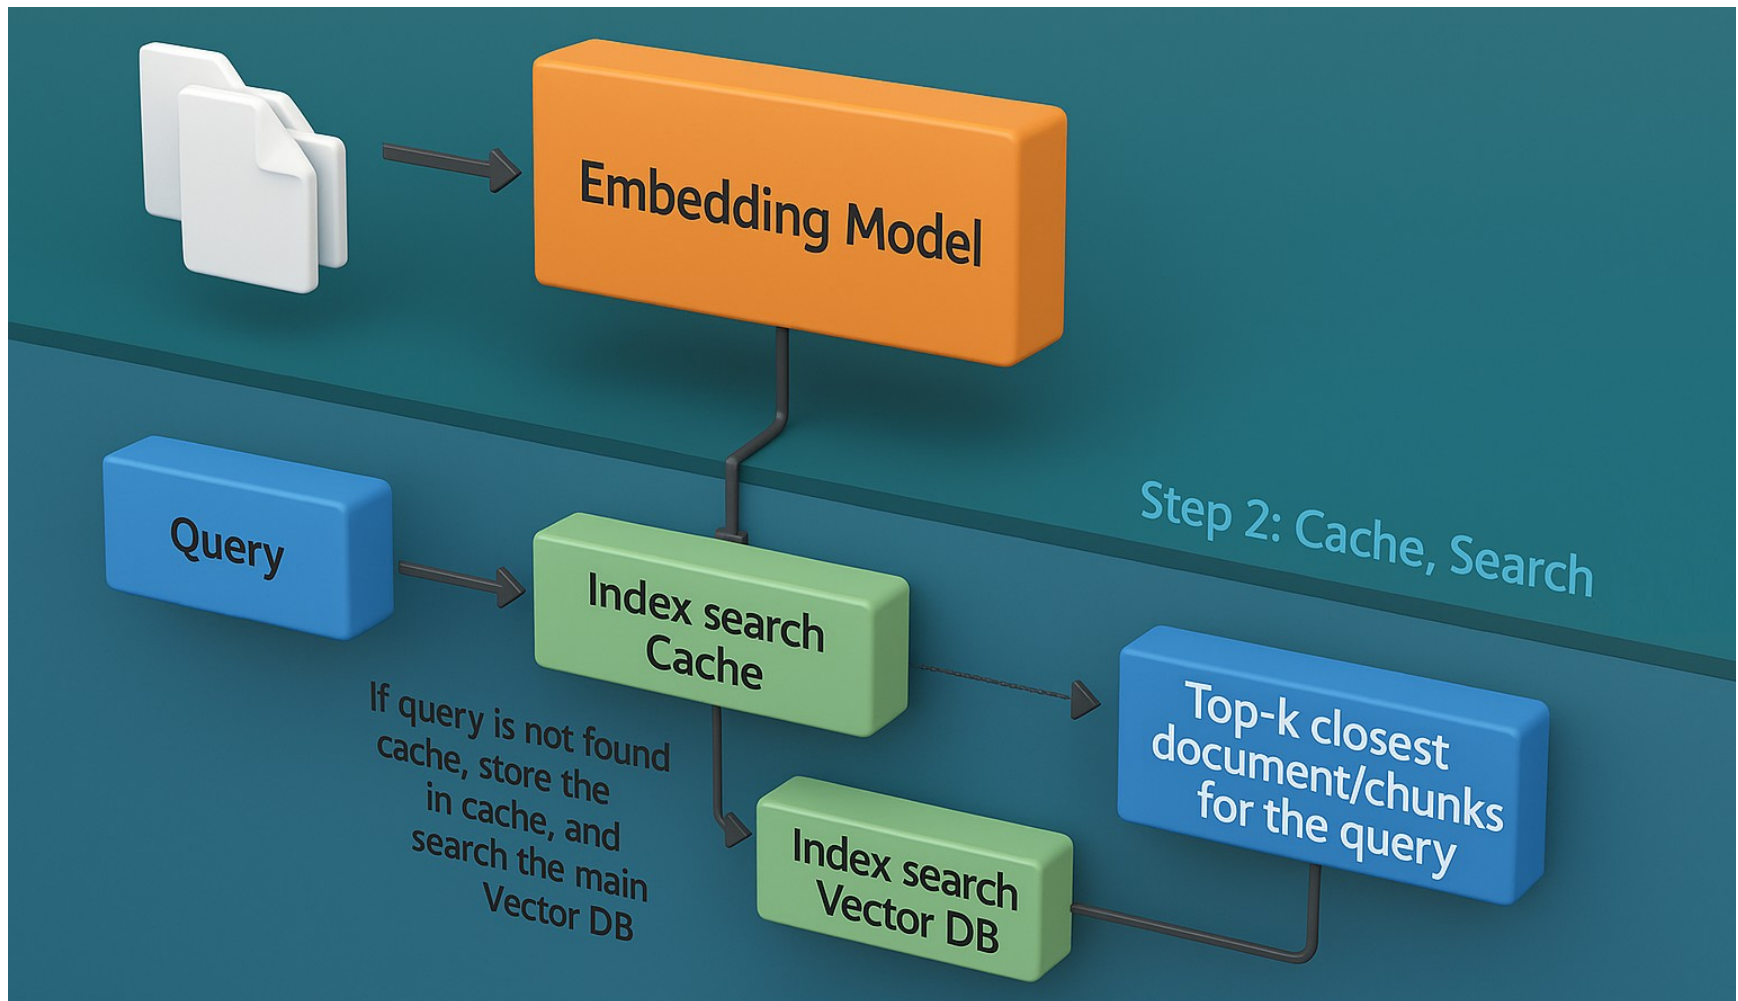 Embedding Model
Step 2: Cache, Search
Query
Index search
Cache
If query is not found
cache, store the
in cache, and
search the main
Vector DB
Index search
Vector DB
Top-k closest
document/chunks
for the query